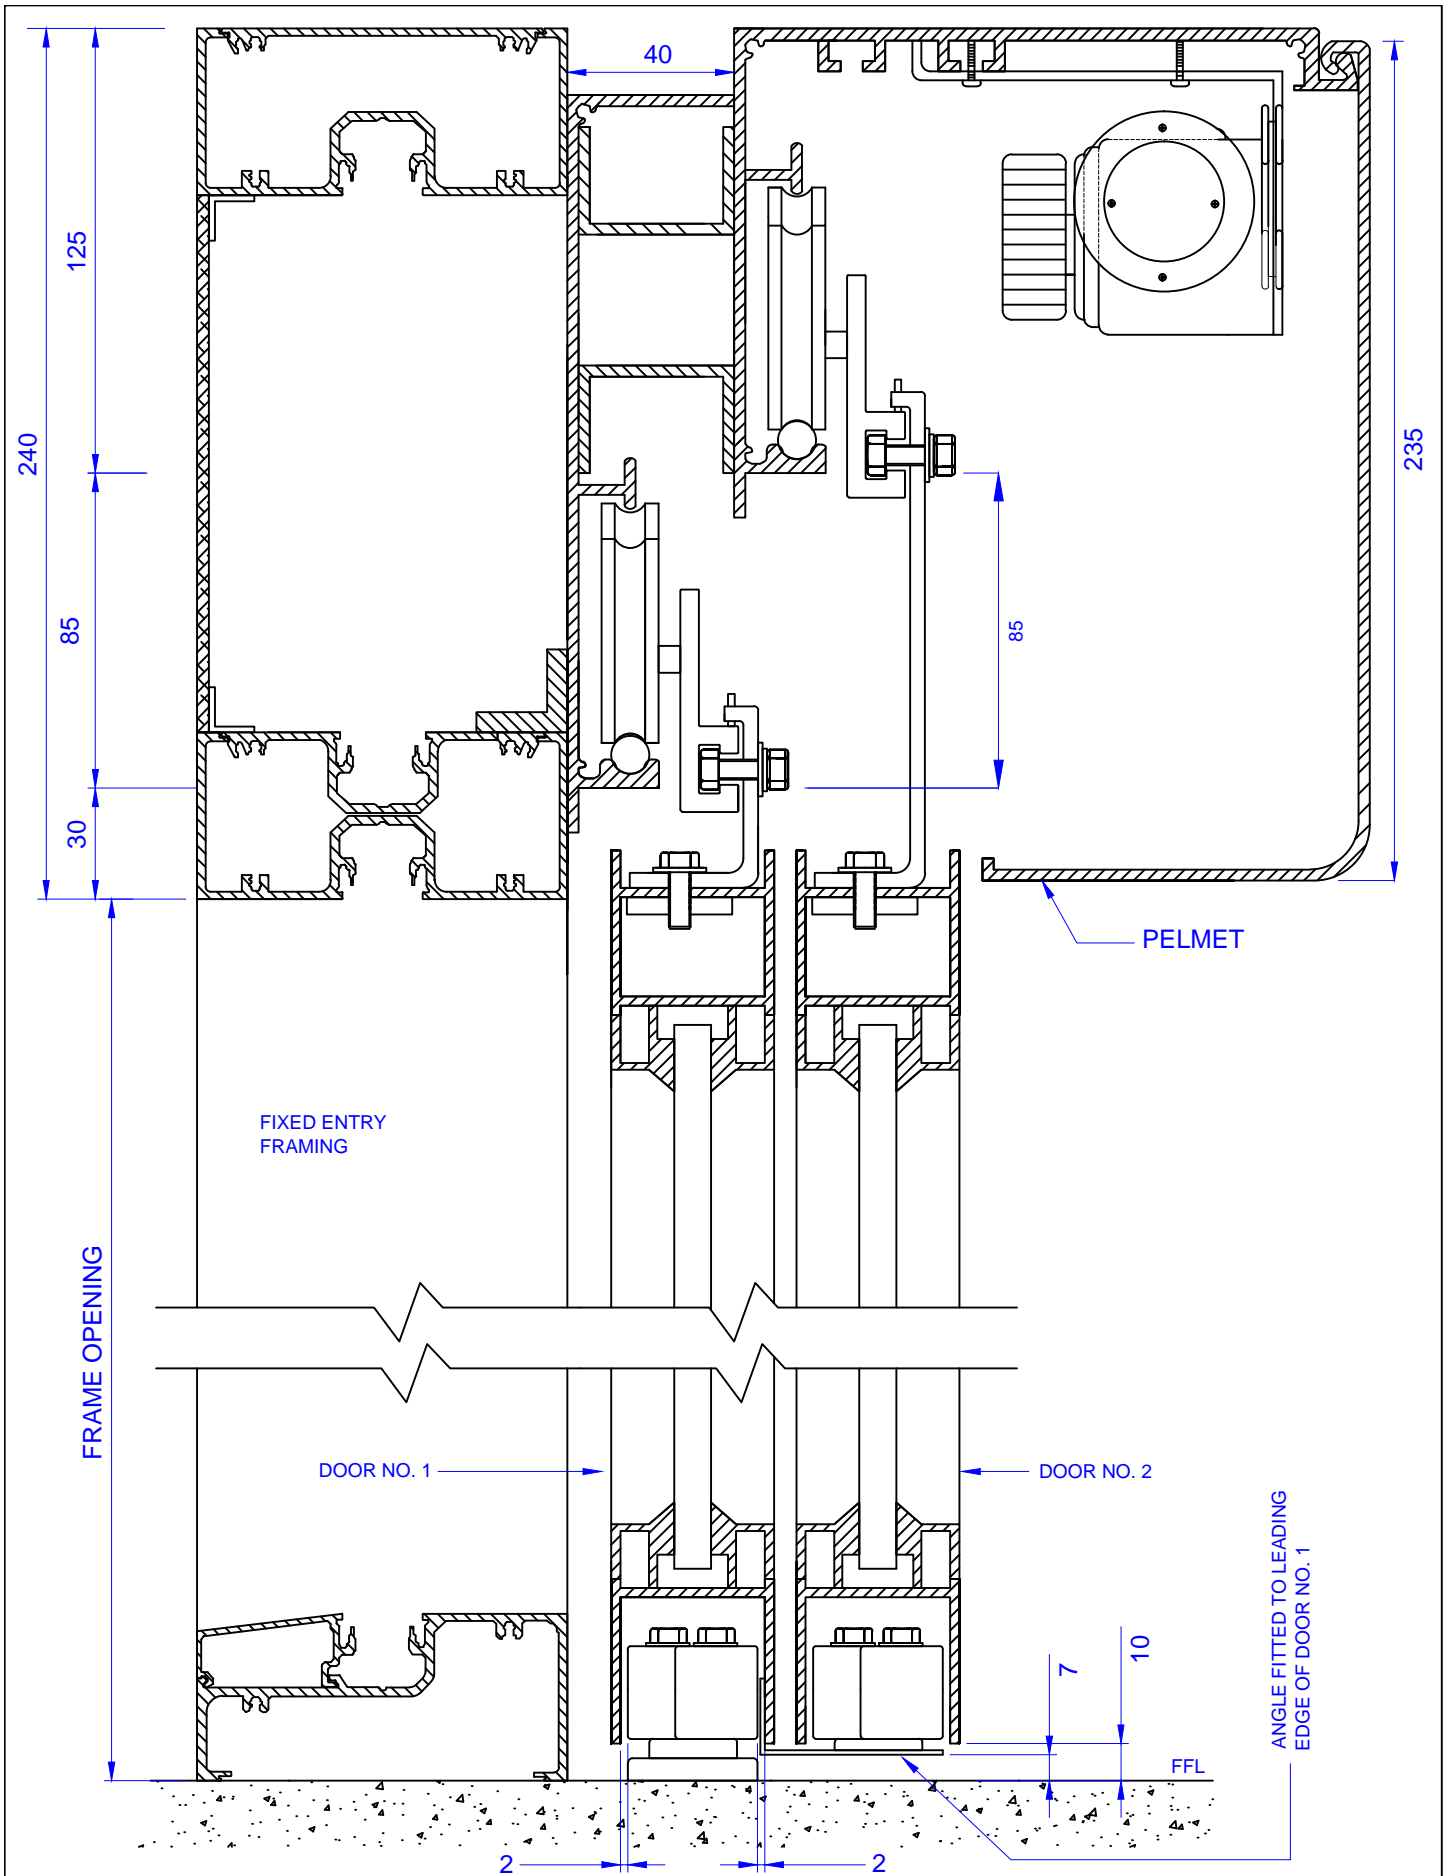 40
125
240
235
85
85
30
PELMET
FIXED ENTRY
FRAMING
FRAME OPENING
DOOR NO. 1
DOOR NO. 2
ANGLE FITTED TO LEADING
EDGE OF DOOR NO. 1
10
7
FFL
2
2